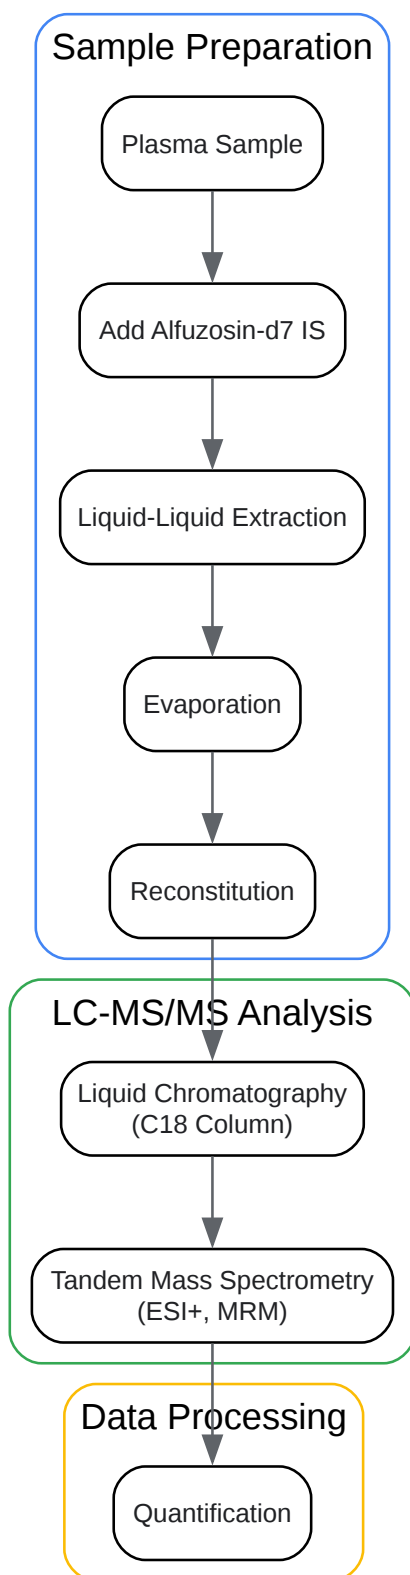 Sample Preparation
Plasma Sample
Add Alfuzosin-d7 IS
Liquid-Liquid Extraction
Evaporation
Reconstitution
LC-MS/MS Analysis
Liquid Chromatography
(C18 Column)
Tandem Mass Spectrometry
(ESI+, MRM)
Data Processing
Quantification